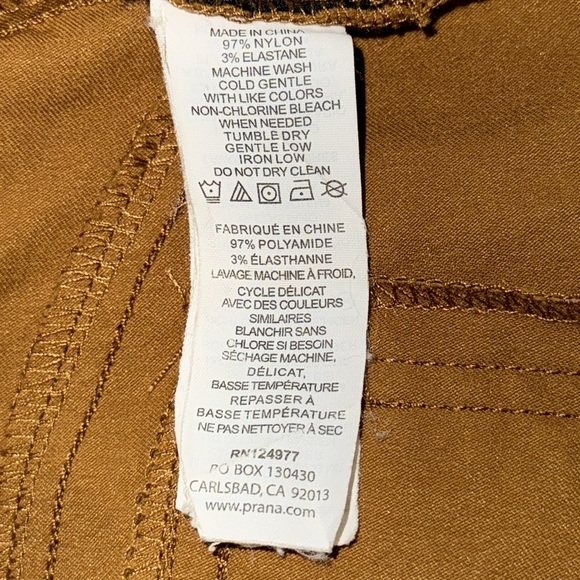 MADE IN CHINA
97% NYLON
3% ELASTANE
MACHINE WASH
COLD GENTLE
WITH LIKE COLORS
NON-CHLORINE BLEACH
WHEN NEEDED
TUMBLE DRY
GENTLE LOW
IRON LOW
DO NOT DRY CLEAN
FABRIQUÉ EN CHINE
97% POLYAMIDE
3% ÉLASTHANNE
LAVAGE MACHINE À FROID,
CYCLE DÉLICAT
AVEC DES COULEURS
SIMILAIRES
BLANCHIR SANS
CHLORE SI BESOIN
SÉCHAGE MACHINE,
DÉLICAT,
BASSE TEMPÉRATURE
REPASSER À
BASSE TEMPÉRATURE
NE PAS NETTOYER À SEC
RN124977
PO BOX 130430
CARLSBAD, CA 92013
www.prana.com